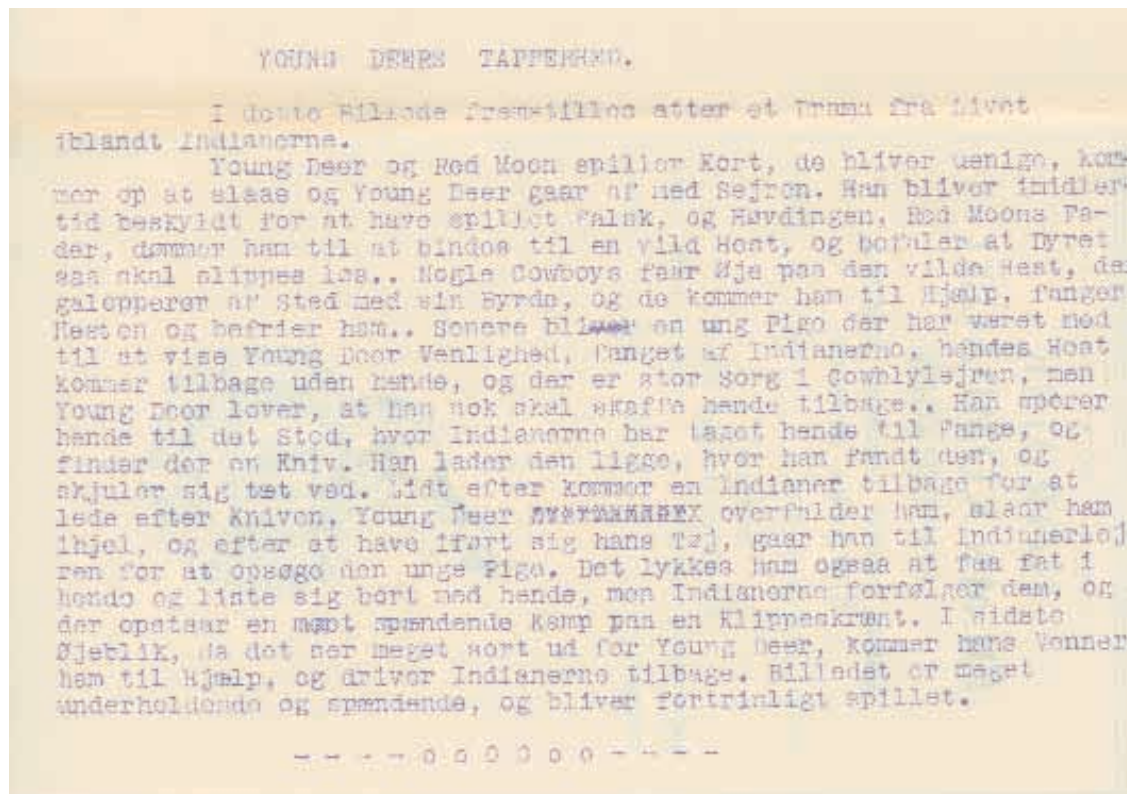 YOUNG DEERS TAPPERHED.
I dette Billede fremstilles atter et Drama fra Livet
iblandt Indianerne.
Young Deer og Red Moon spiller Kort, de bliver uenige, kom-
mer op at slaas og Young Deer gaar af med Sejren. Han bliver imidler-
tid beskyldt for at have spillet falsk, og Høvdingen, Red Moons Fa-
der, dømmer ham til at bindes til en vild Hest, og befaler at Dyret
saa skal slippes løs.. Nogle Cowboys faar Øje paa den vilde Hest, der
galopperer af Sted med sin Byrde, og de kommer ham til Hjælp, fanger
Hesten og befrier ham.. Senere bliver en ung Pige der har været med
til at vise Young Deer Venlighed, fanget af Indianerne, hendes Hest
kommer tilbage uden hende, og der er stor Sorg i Cowblylejren, men
Young Deer lover, at han nok skal skaffe hende tilbage.. Han sporer
hende til det Sted, hvor Indianerne har taget hende til Fange, og
finder der en Kniv. Han lader den ligge, hvor han fandt den, og
skjuler sig tæt ved. Lidt efter kommer en Indianer tilbage for at
lede efter Kniven. Young Deer overfalder ham, slaar ham
ihjel, og efter at have iført sig hans Tøj, gaar han til Indianerlej
ren for at opsøge den unge Pige. Det lykkes ham ogsaa at faa fat i
hende og liste sig bort med hende, men Indianerne forfølger dem, og
der opstaar en møpt spændende Kamp paa en Klippeskrænt. I sidste
Øjeblik, da det ser meget sort ud for Young Deer, kommer hans Venner
ham til Hjælp, og driver Indianerne tilbage. Billedet er meget
underholdende og spændende, og bliver fortrinligt spillet.
- - - - o o o o o o o - - - -